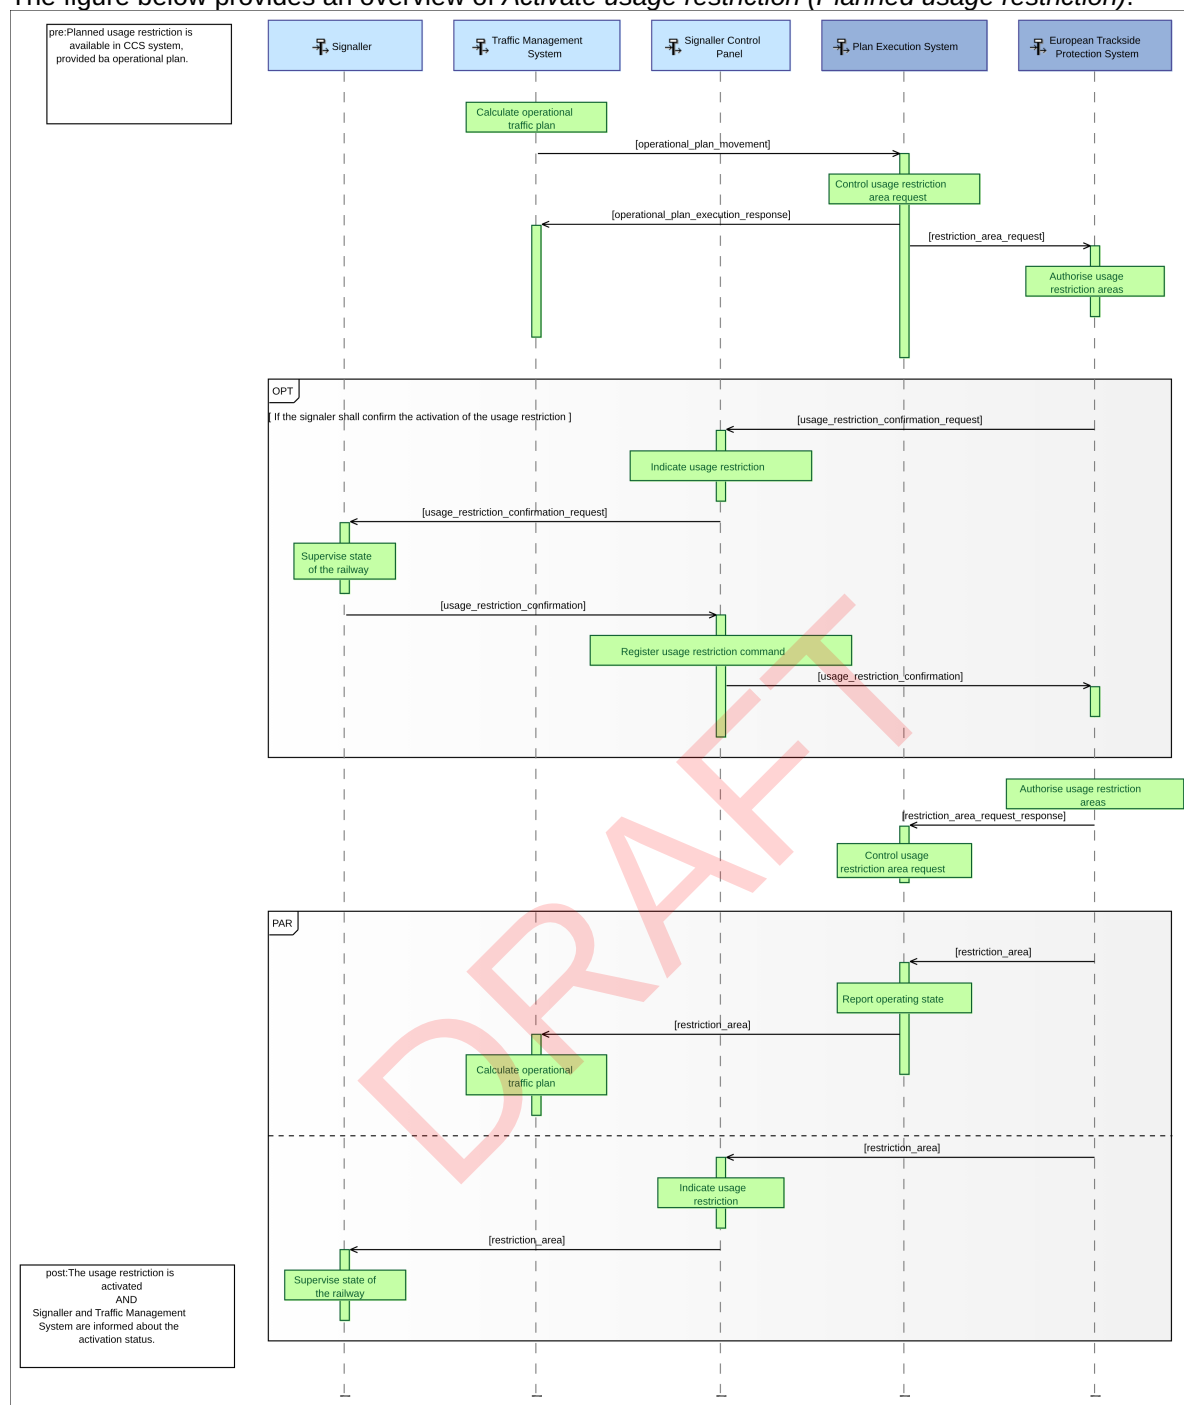 The figure below provides an overview of Activate usage restriction (Planned usage restriction).
pre:Planned usage restriction is
available in CCS system,
provided ba operational plan.
Signaller
Traffic Management
System
Signaller Control
Panel
Plan Execution System
European Trackside
Protection System
Calculate operational
traffic plan
[operational_plan_movement]
Control usage restriction
area request
[operational_plan_execution_response]
[restriction_area_request]
Authorise usage
restriction areas
OPT
[ If the signaler shall confirm the activation of the usage restriction ]
[usage_restriction_confirmation_request]
Indicate usage restriction
[usage_restriction_confirmation_request]
Supervise state
of the railway
[usage_restriction_confirmation]
Register usage restriction command
[usage_restriction_confirmation]
Authorise usage restriction
areas
[restriction_area_request_response]
Control usage
restriction area request
PAR
[restriction_area]
Report operating state
[restriction_area]
Calculate operational
traffic plan
[restriction_area]
Indicate usage
restriction
[restriction_area]
Supervise state of
the railway
post:The usage restriction is
activated
AND
Signaller and Traffic Management
System are informed about the
activation status.
DRAFT